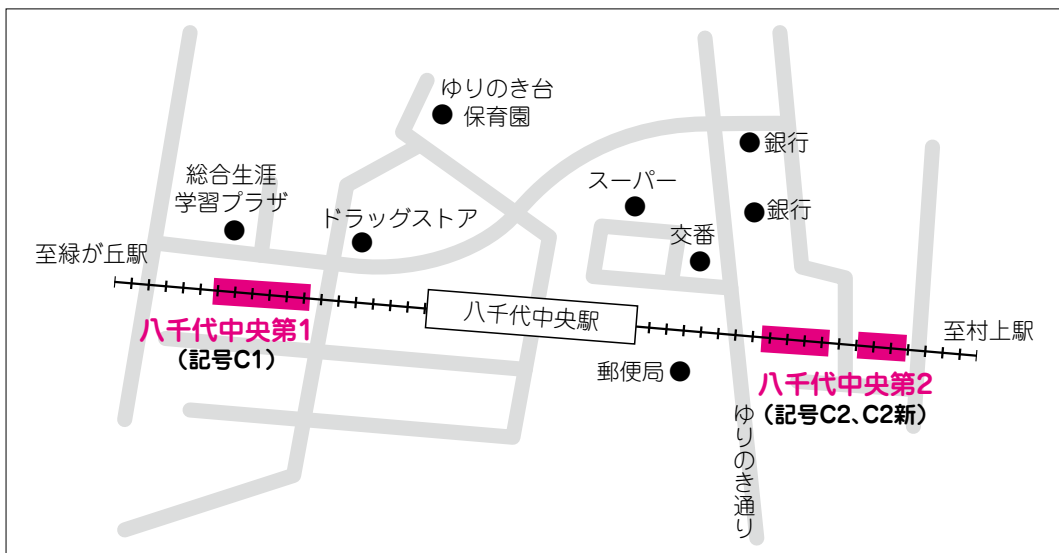 ゆりのき台
保育園
銀行
総合生涯
学習プラザ
スーパー
銀行
ドラッグストア
交番
至緑が丘駅
八千代中央駅
八千代中央第1
(記号C1)
至村上駅
郵便局
八千代中央第2
(記号C2、C2新)
ゆりのき通り